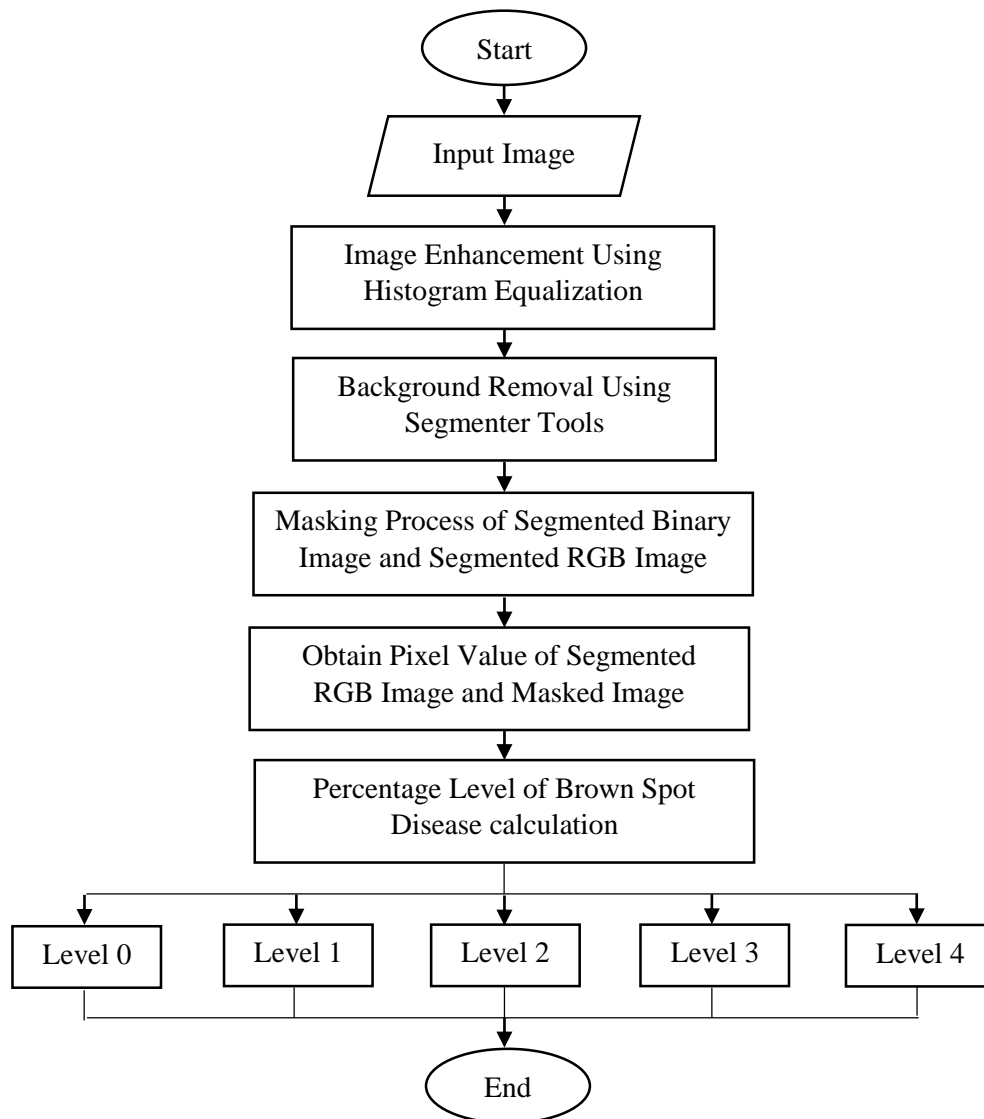 Start
Input Image
Image Enhancement Using
Histogram Equalization
Background Removal Using
Segmenter Tools
Masking Process of Segmented Binary
Image and Segmented RGB Image
Obtain Pixel Value of Segmented
RGB Image and Masked Image
Percentage Level of Brown Spot
Disease calculation
Level 0
Level 1
Level 2
Level 3
Level 4
End